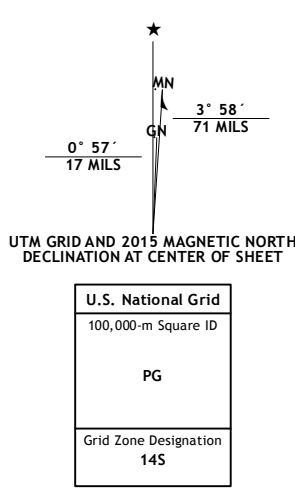 ★
MN
3° 58´
71 MILS
GN
0° 57´
17 MILS
UTM GRID AND 2015 MAGNETIC NORTH
DECLINATION AT CENTER OF SHEET
U.S. National Grid
100,000-m Square ID
PG
Grid Zone Designation
14S